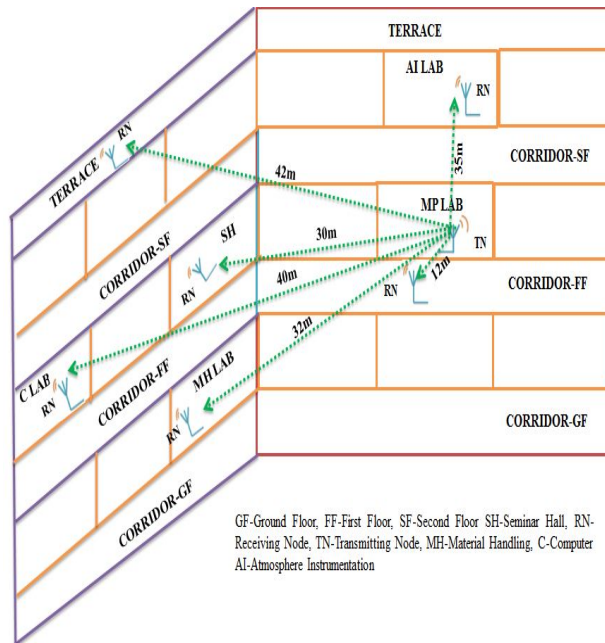 TERRACE
AI LAB
RN
RN
TERRACE
35m
CORRIDOR-SF
42m
MP LAB
SH
CORRIDOR-SF
30m
TN
12m
RN
40m
RN
CORRIDOR-FF
32m
C LAB
RN
CORRIDOR-FF
MH LAB
RN
CORRIDOR-GF
CORRIDOR-GF
GF-Ground Floor, FF-First Floor, SF-Second Floor SH-Seminar Hall, RN-
Receiving Node, TN-Transmitting Node, MH-Material Handling, C-Computer
AI-Atmosphere Instrumentation